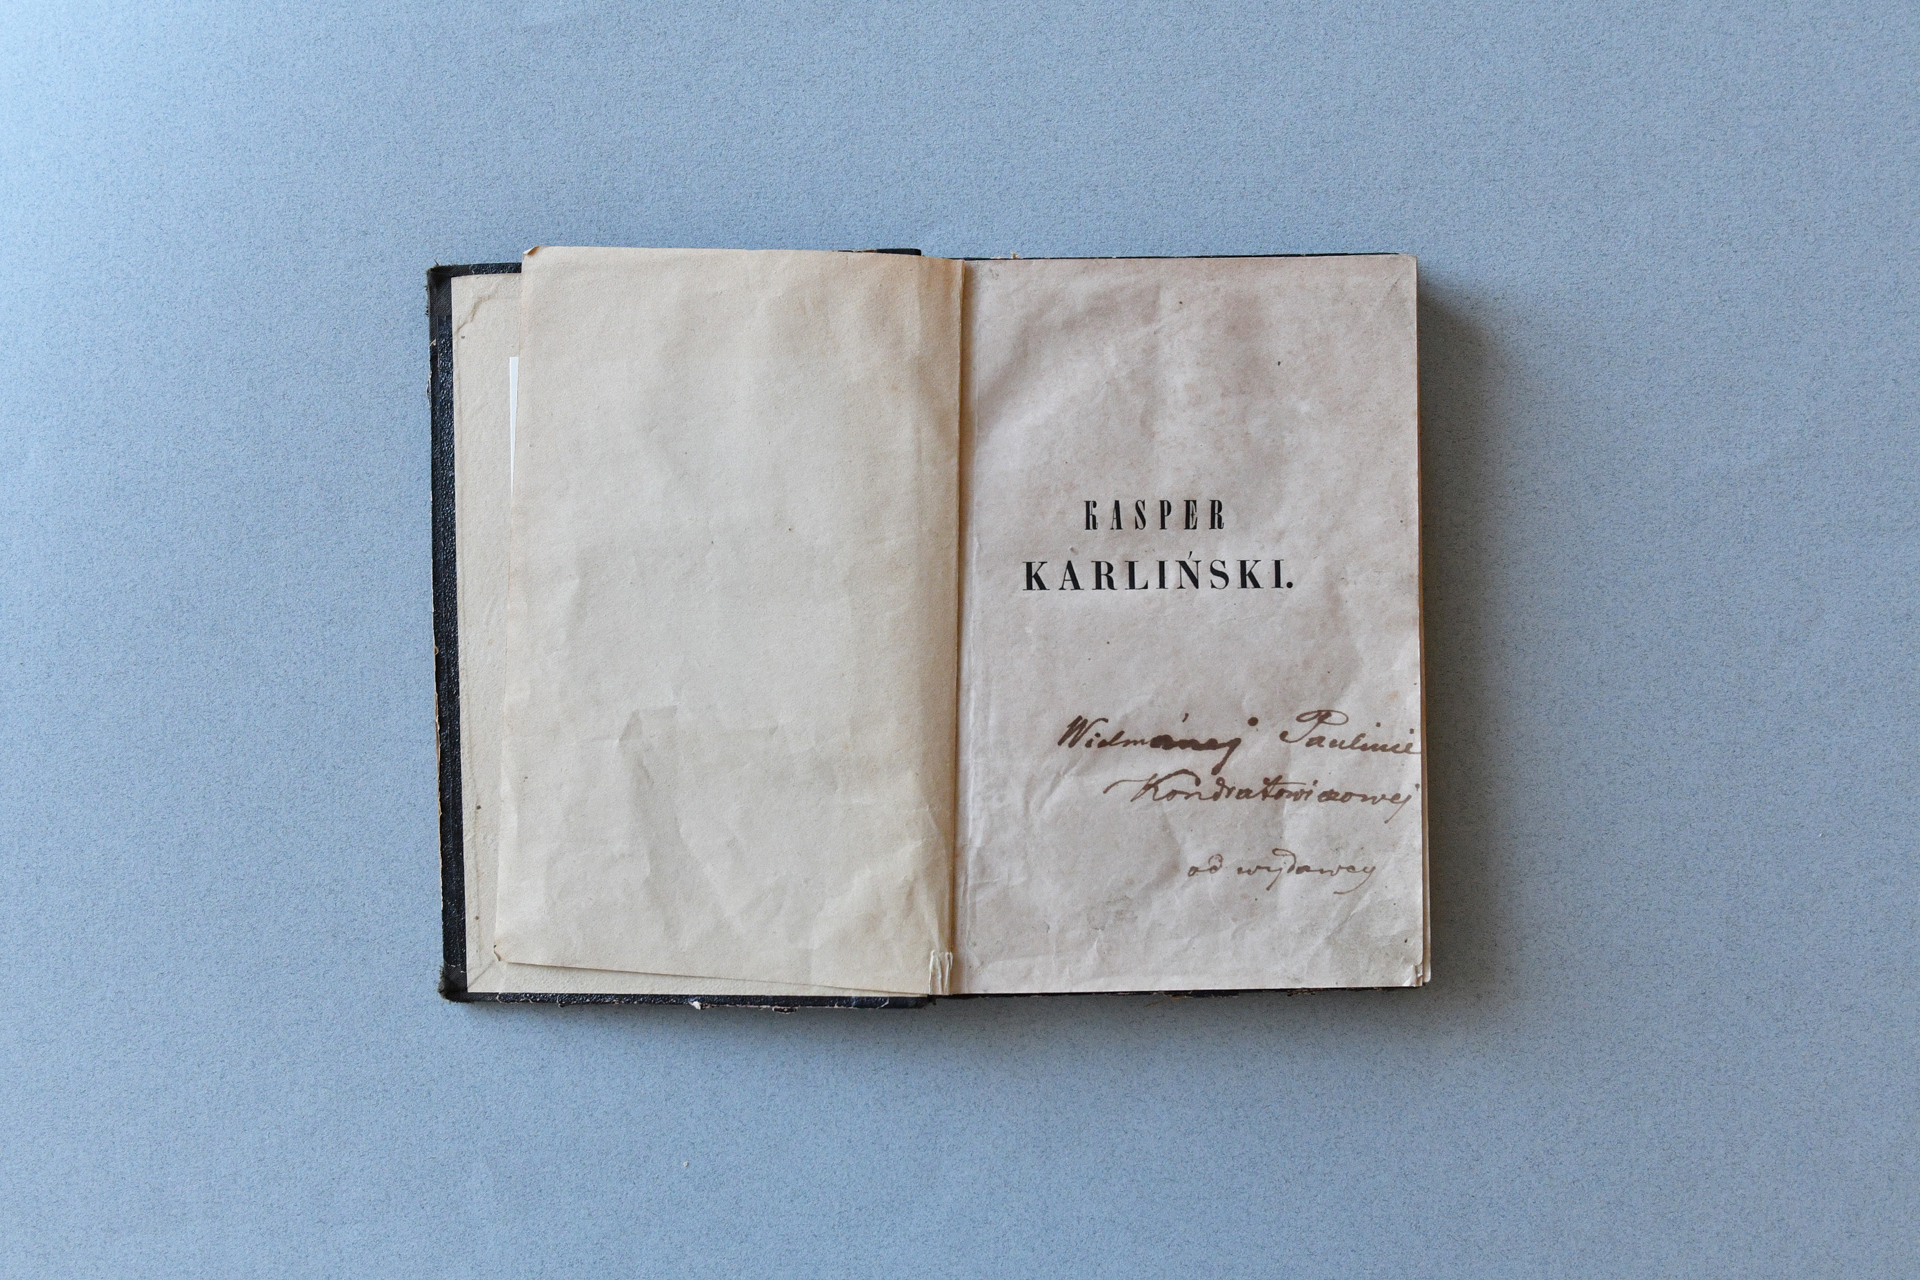 KASPER
KARLIŃSKI.
Wielmożnej Paulinie
Kondratowiczowej
od wydawcy